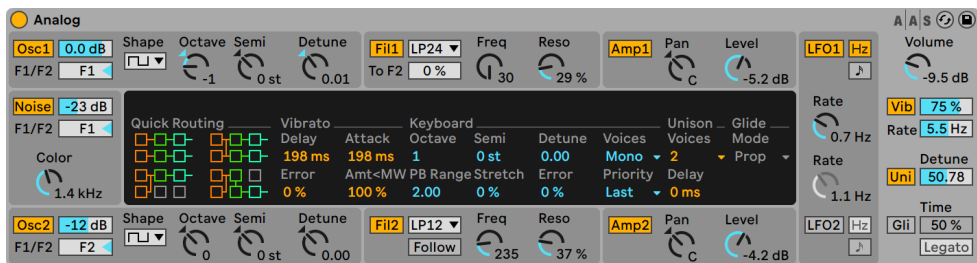 Analog
A A S
Osc1 0.0 dB Shape Octave Semi Detune
F1/F2 F1 -1 0 st 0.01
Fil1 LP24 Freq Reso
To F2 0 % 30 29 %
Amp1 Pan Level
C -5.2 dB
LFO1 Hz
Rate
0.7 Hz
Rate
1.1 Hz
LFO2 Hz
Volume
-9.5 dB
Vib 75 %
Rate 5.5 Hz
Detune
Uni 50.78
Time
Gli 50 %
Legato
Noise -23 dB
F1/F2 F1
Color
1.4 kHz
Quick Routing Vibrato Keyboard Unison Glide
Delay Attack Octave Semi Detune Voices Voices Mode
198 ms 198 ms 1 0 st 0.00 Mono 2 Prop
Error Amt<MW PB Range Stretch Error Priority Delay
0 % 100 % 2.00 0 % 0 % Last 0 ms
Osc2 -12 dB Shape Octave Semi Detune
F1/F2 F2 0 0 st 0.00
Fil2 LP12 Freq Reso
Follow 235 37 %
Amp2 Pan Level
C -4.2 dB